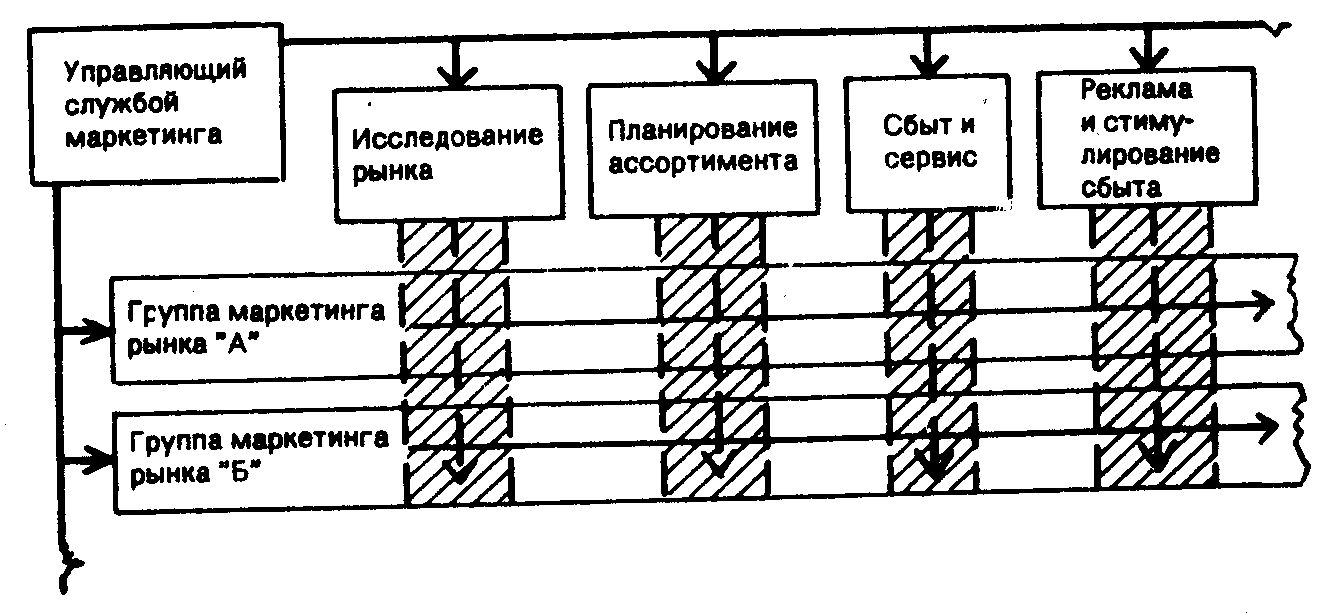 Управляющий
службой
маркетинга
Исследование
рынка
Планирование
ассортимента
Сбыт и
сервис
Реклама
и стиму-
лирование
сбыта
Группа маркетинга
рынка "А"
Группа маркетинга
рынка "Б"